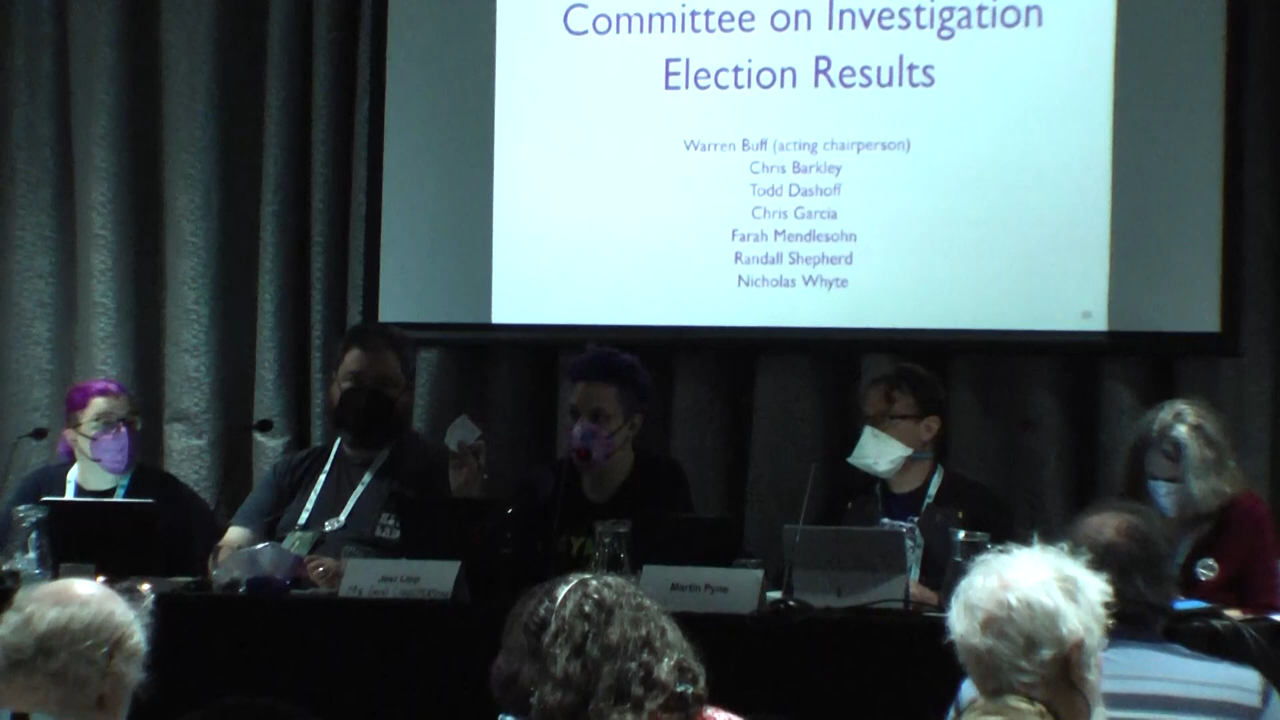 Committee on Investigation
Election Results
Warren Buff (acting chairperson)
Chris Barkley
Todd Dashoff
Chris Garcia
Farah Mendlesohn
Randall Shepherd
Nicholas Whyte
Martin Pyne